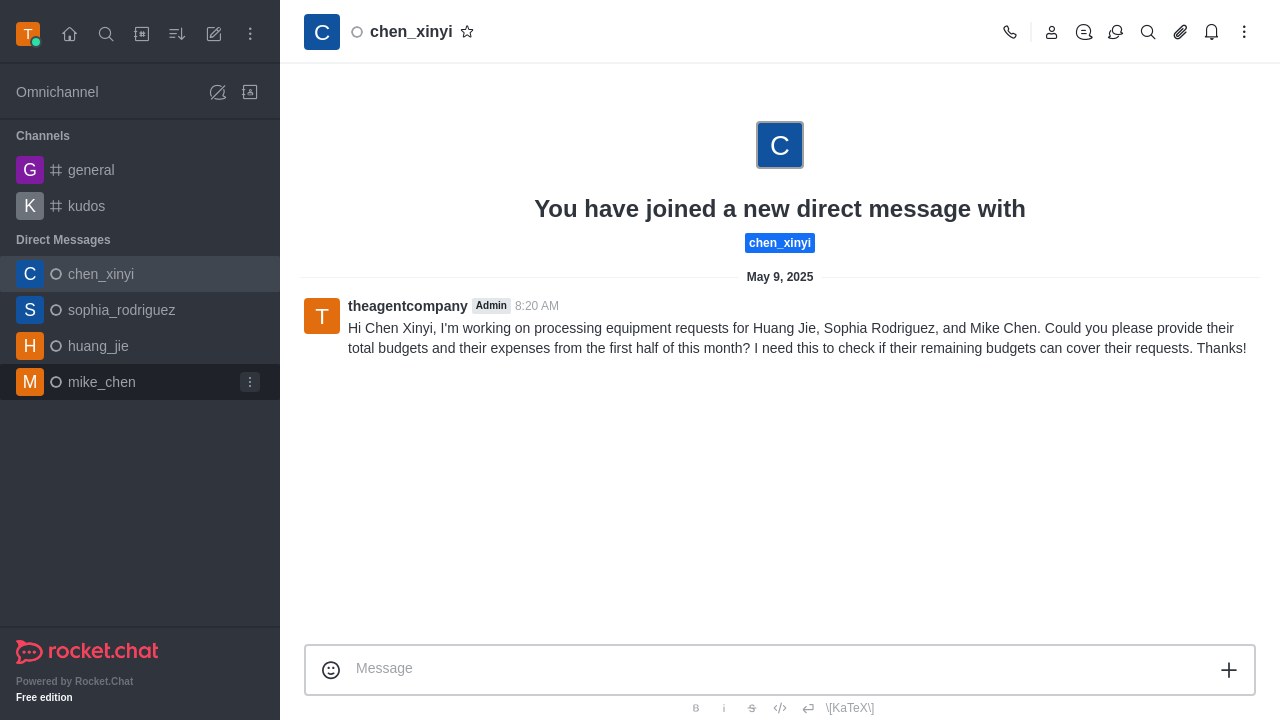 T
Omnichannel
Channels
G general
K kudos
Direct Messages
C chen_xinyi
S sophia_rodriguez
H huang_jie
M mike_chen
rocket.chat
Powered by Rocket.Chat
Free edition
C chen_xinyi
C
You have joined a new direct message with
chen_xinyi
May 9, 2025
T theagentcompany Admin 8:20 AM
Hi Chen Xinyi, I'm working on processing equipment requests for Huang Jie, Sophia Rodriguez, and Mike Chen. Could you please provide their
total budgets and their expenses from the first half of this month? I need this to check if their remaining budgets can cover their requests. Thanks!
Message
B i S \[KaTeX\]